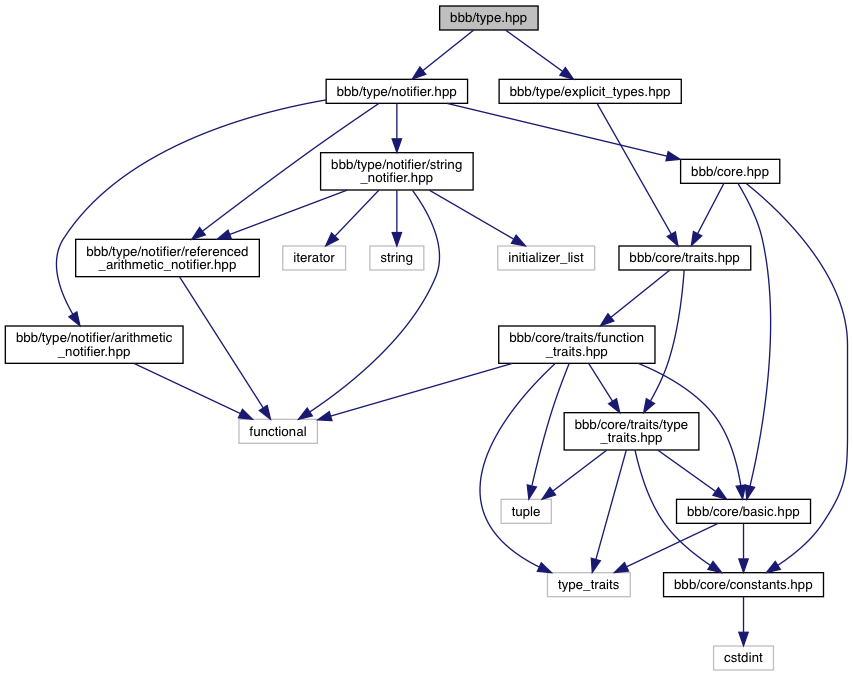 bbb/type.hpp
bbb/type/notifier.hpp
bbb/type/explicit_types.hpp
bbb/type/notifier/string
_notifier.hpp
bbb/core.hpp
bbb/type/notifier/referenced
_arithmetic_notifier.hpp
iterator
string
initializer_list
bbb/core/traits.hpp
bbb/type/notifier/arithmetic
_notifier.hpp
bbb/core/traits/function
_traits.hpp
functional
bbb/core/traits/type
_traits.hpp
tuple
bbb/core/basic.hpp
type_traits
bbb/core/constants.hpp
cstdint